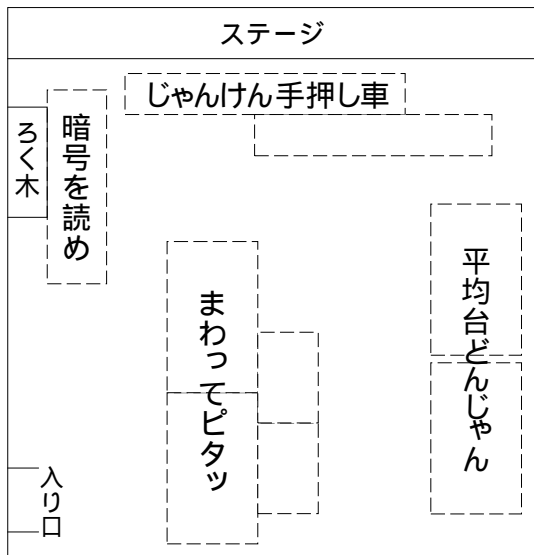 ステージ
じゃんけん手押し車
ろく木
暗号を読め
まわってピタッ
平均台どんじゃん
入り口